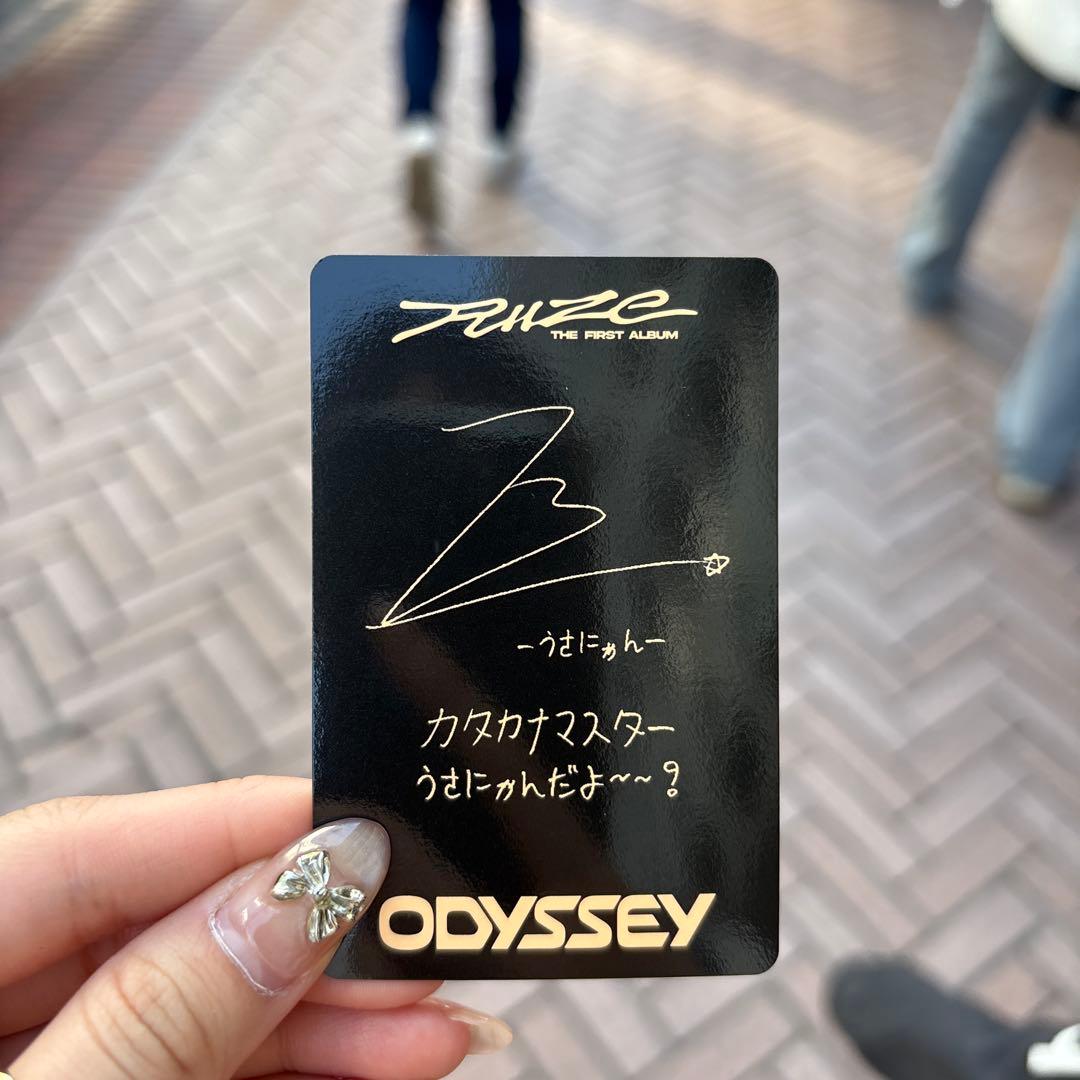 RIIZE
THE FIRST ALBUM
-うさにゃん-
カタカナマスター
うさにゃんだよ~~?
ODYSSEY